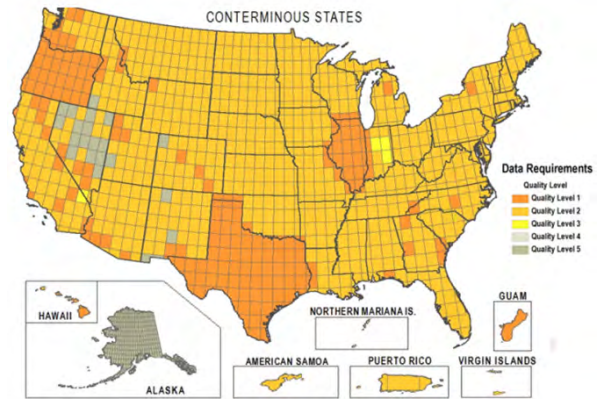 CONTERMINOUS STATES
Data Requirements
Quality Level
Quality Level 1
Quality Level 2
Quality Level 3
Quality Level 4
Quality Level 5
HAWAII
ALASKA
NORTHERN MARIANA IS.
GUAM
AMERICAN SAMOA
PUERTO RICO
VIRGIN ISLANDS